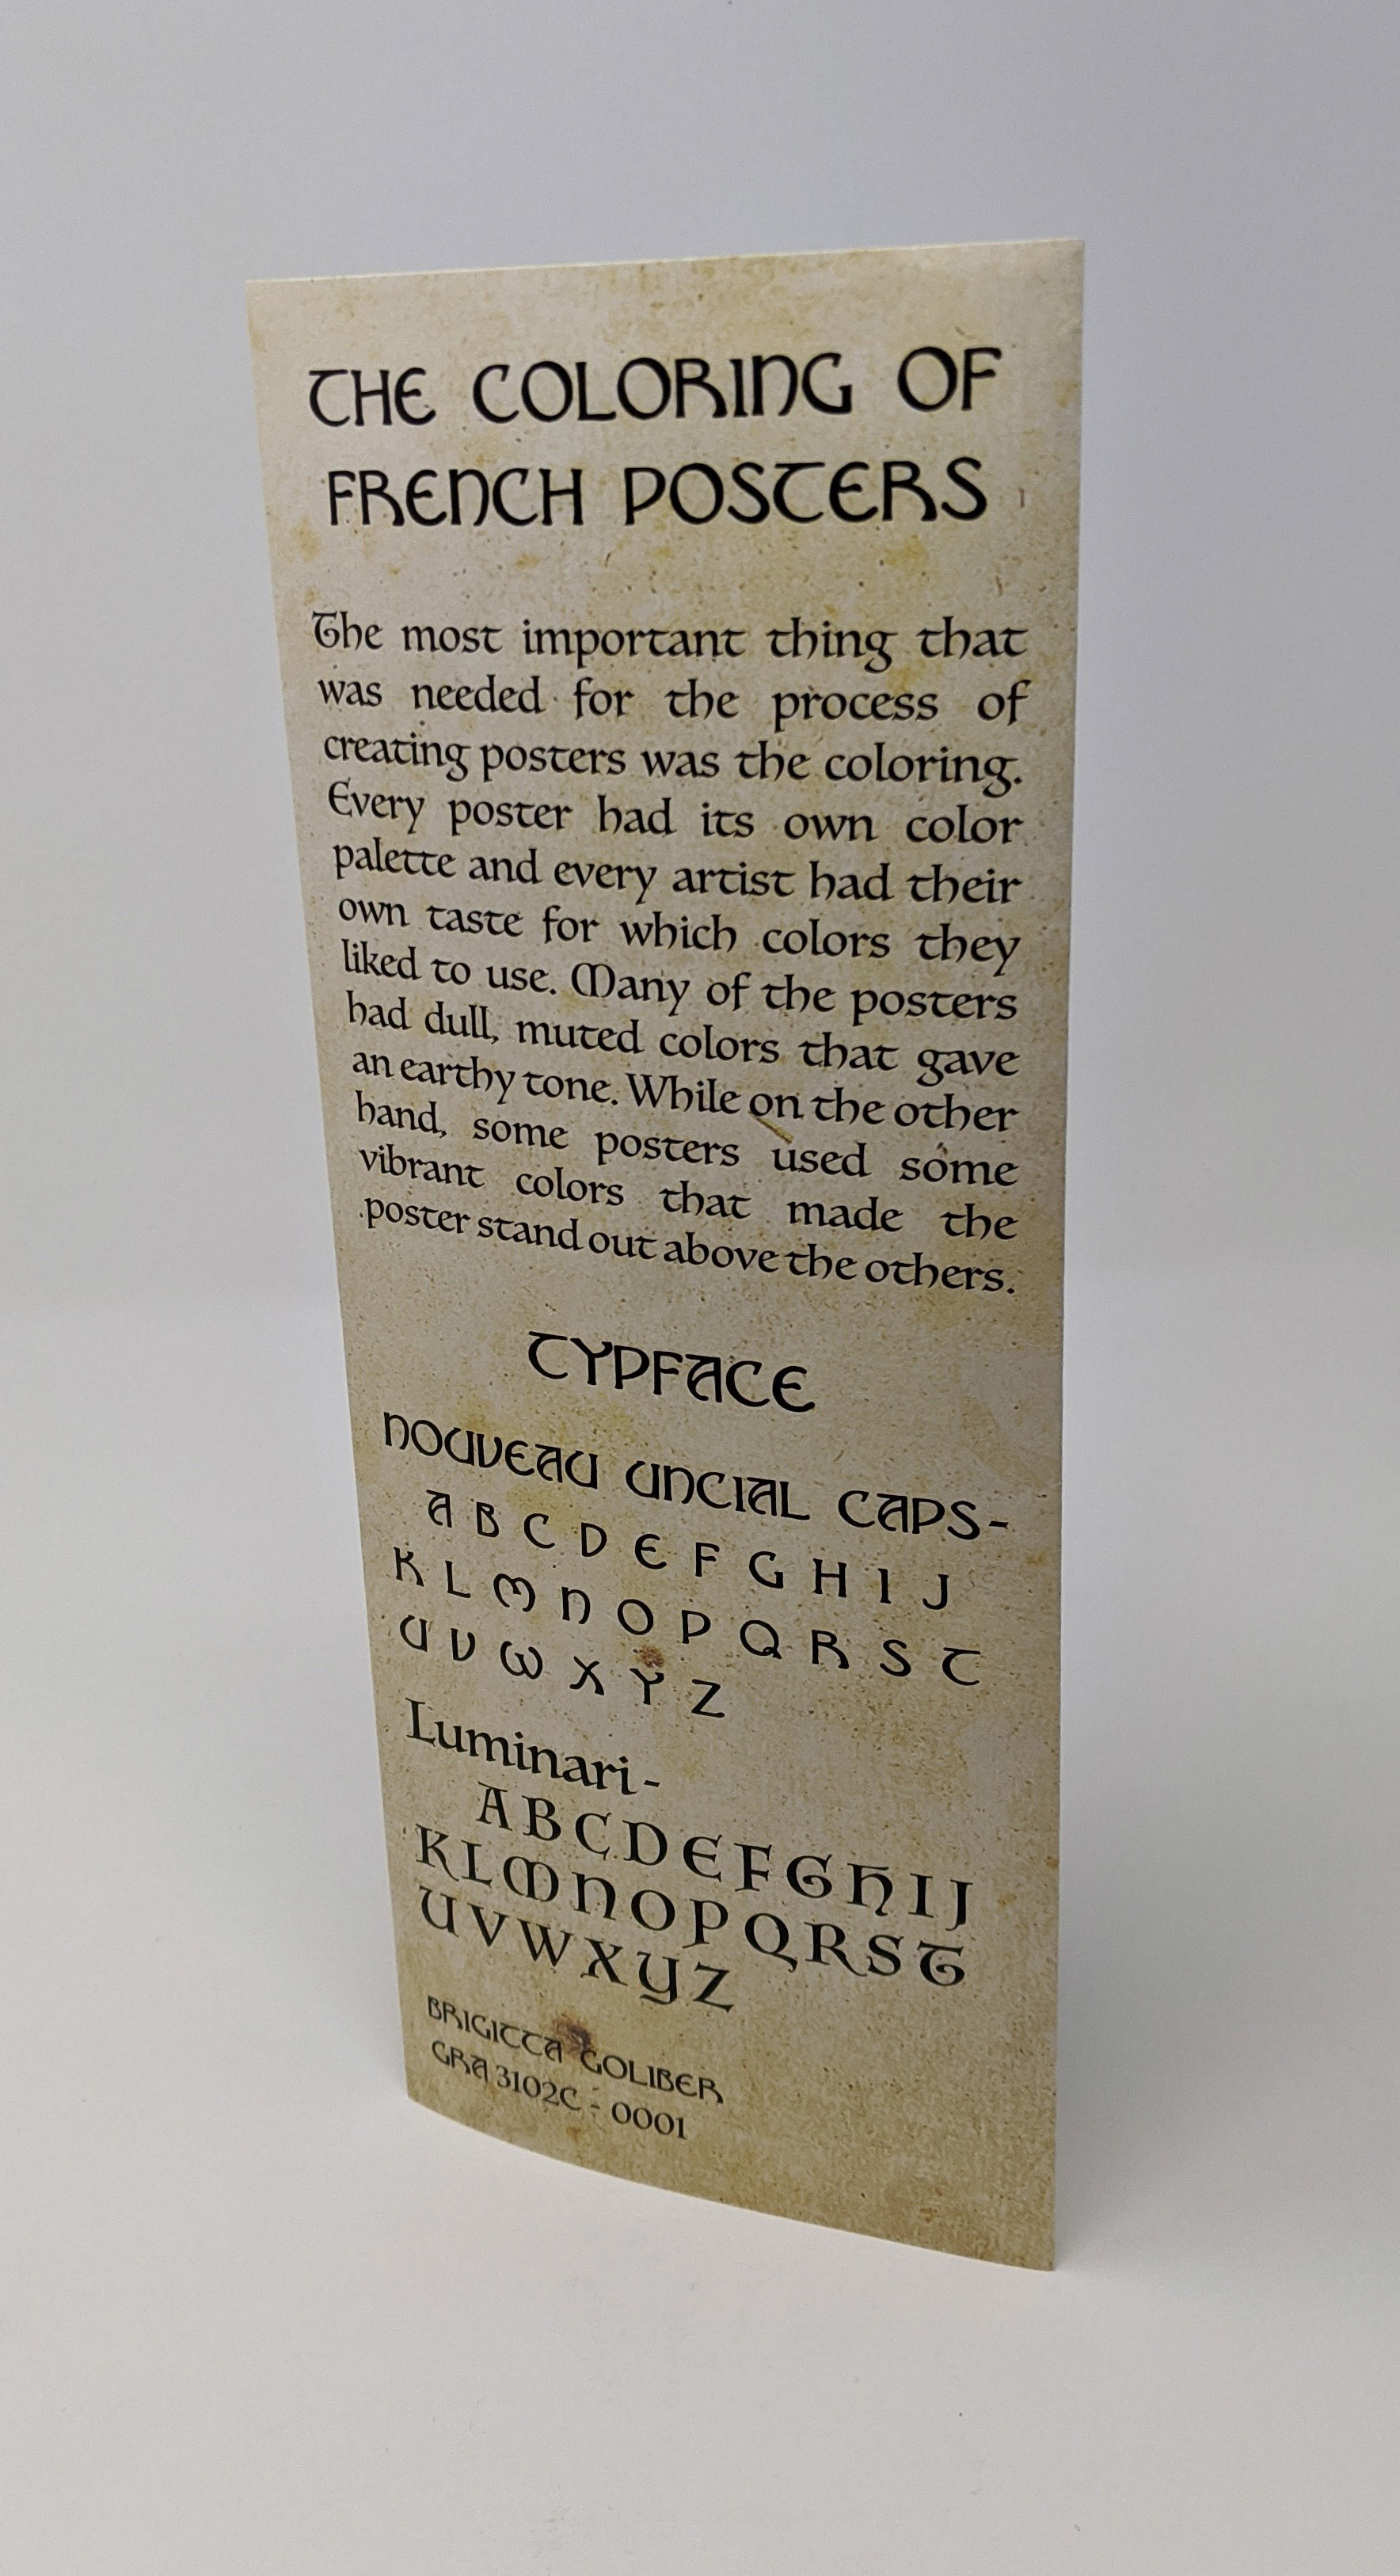 THE COLORING OF
FRENCH POSTERS
The most important thing that
was needed for the process of
creating posters was the coloring.
Every poster had its own color
palette and every artist had their
own taste for which colors they
liked to use. Many of the posters
had dull, muted colors that gave
an earthy tone. While on the other
hand, some posters used some
vibrant colors that made the
poster stand out above the others.
TYPFACE
NOUVEAU UNCIAL CAPS-
A B C D E F G H I J
K L M N O P Q R S T
U V W X Y Z
Luminari-
A B C D E F G H I J
K L M N O P Q R S T
U V W X Y Z
BRIGITTA GOLIBER
GRA 3102C - 0001